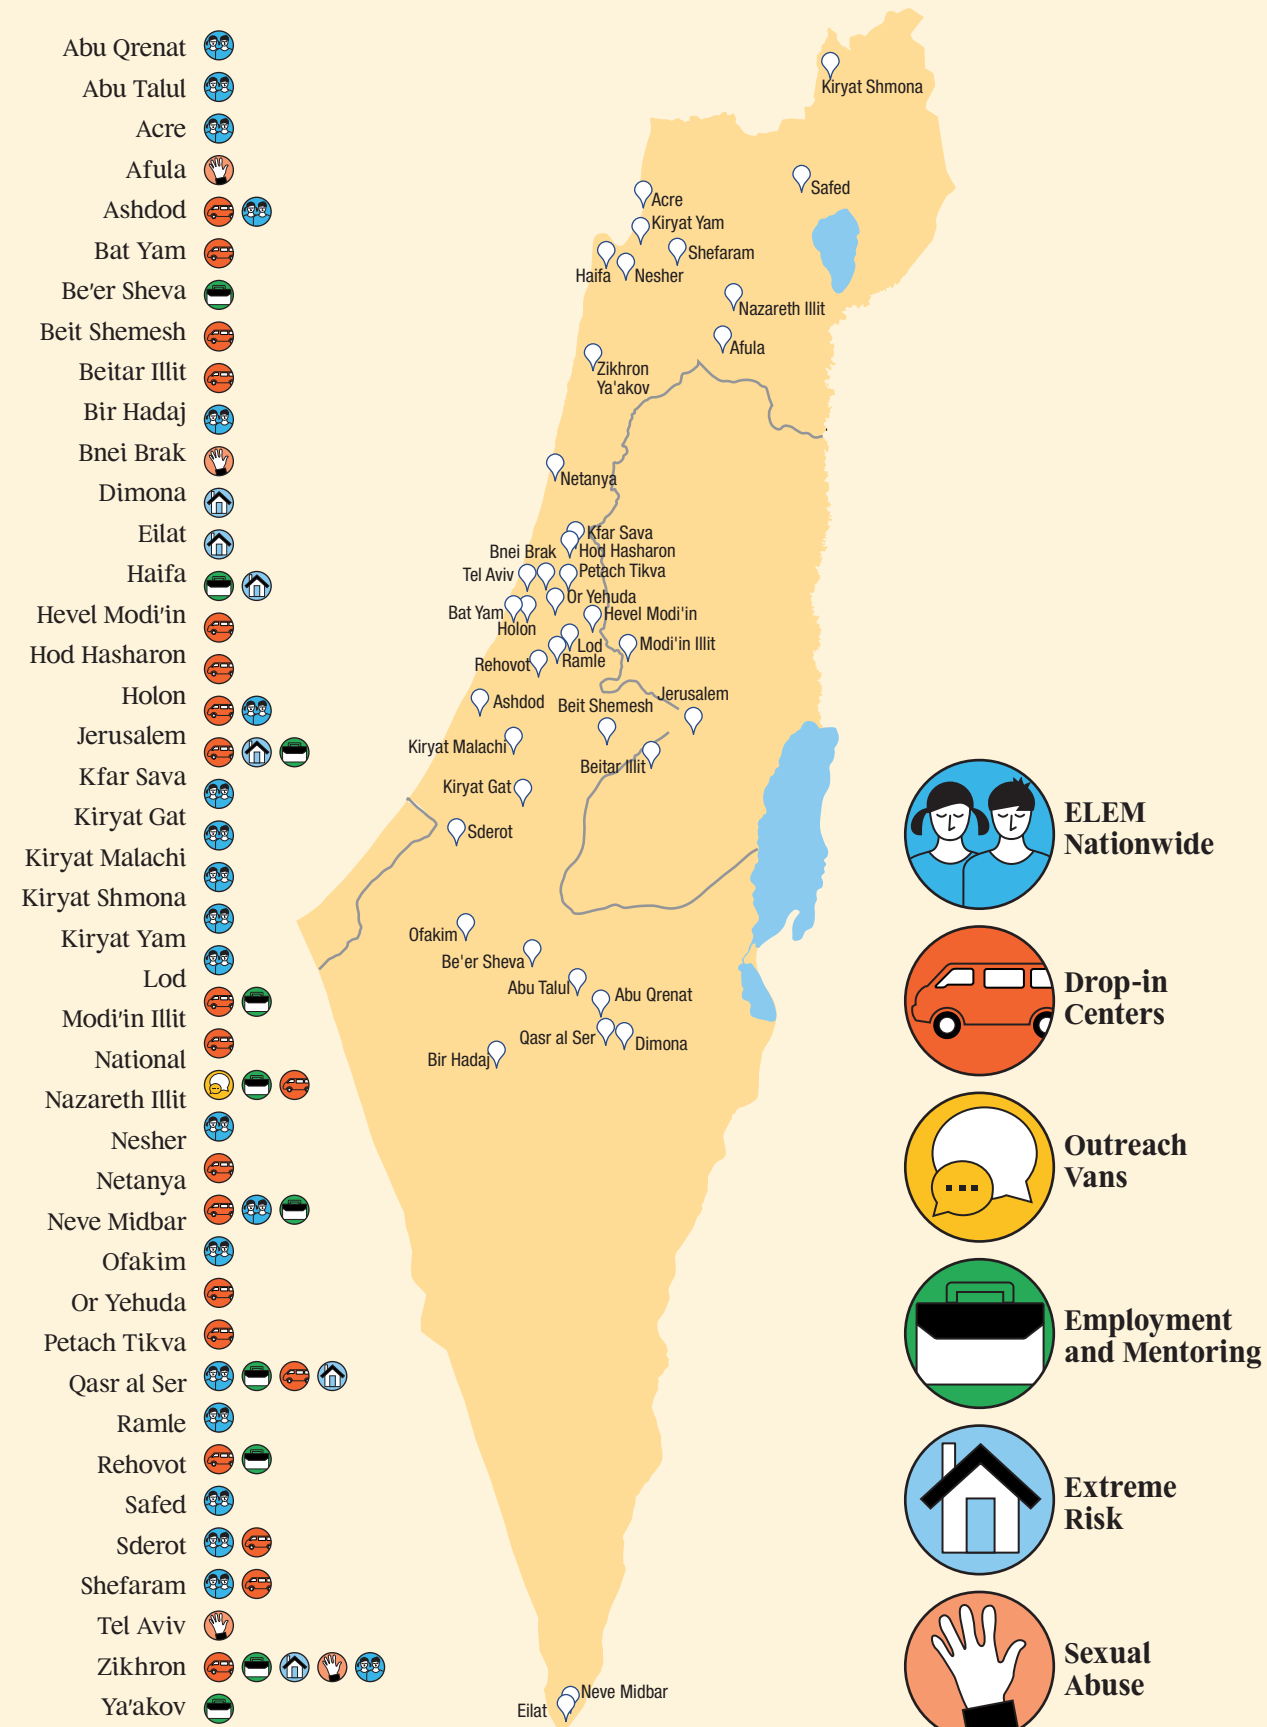 Abu Qrenat
Abu Talul
Acre
Afula
Ashdod
Bat Yam
Be'er Sheva
Beit Shemesh
Beitar Illit
Bir Hadaj
Bnei Brak
Dimona
Eilat
Haifa
Hevel Modi'in
Hod Hasharon
Holon
Jerusalem
Kfar Sava
Kiryat Gat
Kiryat Malachi
Kiryat Shmona
Kiryat Yam
Lod
Modi'in Illit
National
Nazareth Illit
Nesher
Netanya
Neve Midbar
Ofakim
Or Yehuda
Petach Tikva
Qasr al Ser
Ramle
Rehovot
Safed
Sderot
Shefaram
Tel Aviv
Zikhron
Ya'akov
Kiryat Shmona
Safed
Acre
Kiryat Yam
Shefaram
Haifa
Nesher
Nazareth Illit
Afula
Zikhron
Ya'akov
Netanya
Kfar Sava
Hod Hasharon
Bnei Brak
Petach Tikva
Tel Aviv
Or Yehuda
Bat Yam
Hevel Modi'in
Holon
Lod
Modi'in Illit
Ramle
Rehovot
Jerusalem
Ashdod
Beit Shemesh
Kiryat Malachi
Beitar Illit
Kiryat Gat
Sderot
Ofakim
Be'er Sheva
Abu Talul
Abu Qrenat
Qasr al Ser
Dimona
Bir Hadaj
Neve Midbar
Eilat
ELEM
Nationwide
Drop-in
Centers
Outreach
Vans
Employment
and Mentoring
Extreme
Risk
Sexual
Abuse